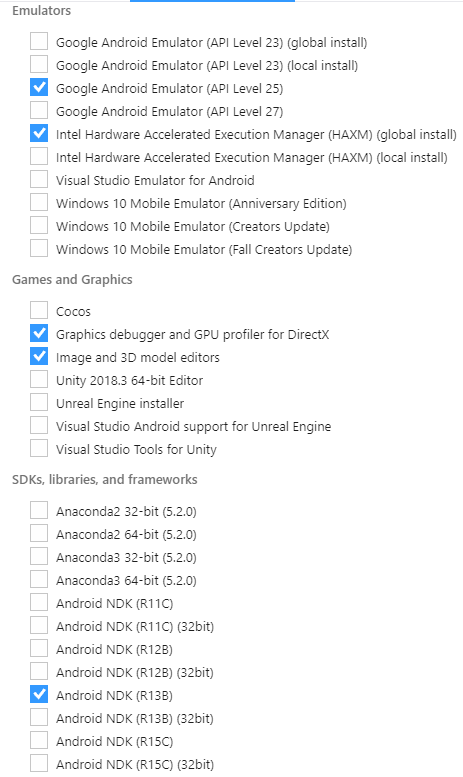 Emulators
Google Android Emulator (API Level 23) (global install)
Google Android Emulator (API Level 23) (local install)
Google Android Emulator (API Level 25)
Google Android Emulator (API Level 27)
Intel Hardware Accelerated Execution Manager (HAXM) (global install)
Intel Hardware Accelerated Execution Manager (HAXM) (local install)
Visual Studio Emulator for Android
Windows 10 Mobile Emulator (Anniversary Edition)
Windows 10 Mobile Emulator (Creators Update)
Windows 10 Mobile Emulator (Fall Creators Update)
Games and Graphics
Cocos
Graphics debugger and GPU profiler for DirectX
Image and 3D model editors
Unity 2018.3 64-bit Editor
Unreal Engine installer
Visual Studio Android support for Unreal Engine
Visual Studio Tools for Unity
SDKs, libraries, and frameworks
Anaconda2 32-bit (5.2.0)
Anaconda2 64-bit (5.2.0)
Anaconda3 32-bit (5.2.0)
Anaconda3 64-bit (5.2.0)
Android NDK (R11C)
Android NDK (R11C) (32bit)
Android NDK (R12B)
Android NDK (R12B) (32bit)
Android NDK (R13B)
Android NDK (R13B) (32bit)
Android NDK (R15C)
Android NDK (R15C) (32bit)